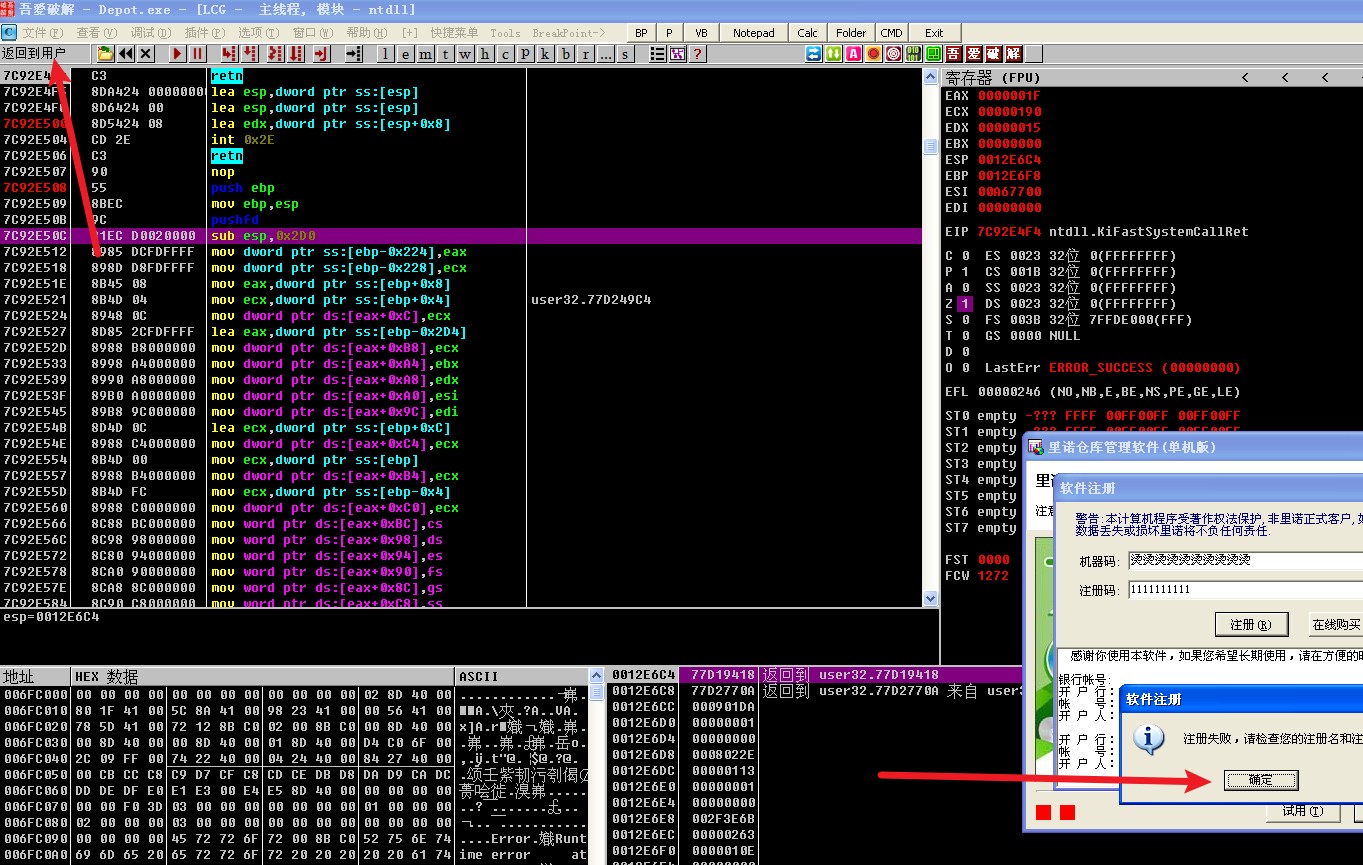 吾爱破解 - Depot.exe - [LCG - 主线程, 模块 - ntdll]
文件(F) 查看(V) 调试(D) 插件(P) 选项(T) 窗口(W) 帮助(H) [+] 快捷菜单 Tools BreakPoint-> BP P VB Notepad Calc Folder CMD Exit
返回到用户 l e m t w h c p k b r ... s ? 吾 爱 破 解
C3 retn
8DA424 00000000 lea esp,dword ptr ss:[esp]
8D6424 00 lea esp,dword ptr ss:[esp]
7C92E500 8D5424 08 lea edx,dword ptr ss:[esp+0x8]
7C92E504 CD 2E int 0x2E
7C92E506 C3 retn
7C92E507 90 nop
7C92E508 55 push ebp
7C92E509 8BEC mov ebp,esp
7C92E50B 9C pushfd
7C92E50C 81EC D0020000 sub esp,0x2D0
7C92E512 8985 DCFDFFFF mov dword ptr ss:[ebp-0x224],eax
7C92E518 898D D8FDFFFF mov dword ptr ss:[ebp-0x228],ecx
7C92E51E 8B45 08 mov eax,dword ptr ss:[ebp+0x8]
7C92E521 8B4D 04 mov ecx,dword ptr ss:[ebp+0x4] user32.77D249C4
7C92E524 8948 0C mov dword ptr ds:[eax+0xC],ecx
7C92E527 8D85 2CFDFFFF lea eax,dword ptr ss:[ebp-0x2D4]
7C92E52D 8988 B8000000 mov dword ptr ds:[eax+0xB8],ecx
7C92E533 8998 A4000000 mov dword ptr ds:[eax+0xA4],ebx
7C92E539 8990 A8000000 mov dword ptr ds:[eax+0xA8],edx
7C92E53F 89B0 A0000000 mov dword ptr ds:[eax+0xA0],esi
7C92E545 89B8 9C000000 mov dword ptr ds:[eax+0x9C],edi
7C92E54B 8D4D 0C lea ecx,dword ptr ss:[ebp+0xC]
7C92E54E 8988 C4000000 mov dword ptr ds:[eax+0xC4],ecx
7C92E554 8B4D 00 mov ecx,dword ptr ss:[ebp]
7C92E557 8988 B4000000 mov dword ptr ds:[eax+0xB4],ecx
7C92E55D 8B4D FC mov ecx,dword ptr ss:[ebp-0x4]
7C92E560 8988 C0000000 mov dword ptr ds:[eax+0xC0],ecx
7C92E566 8C88 BC000000 mov word ptr ds:[eax+0xBC],cs
7C92E56C 8C98 98000000 mov word ptr ds:[eax+0x98],ds
7C92E572 8C80 94000000 mov word ptr ds:[eax+0x94],es
7C92E578 8CA0 90000000 mov word ptr ds:[eax+0x90],fs
7C92E57E 8CA8 8C000000 mov word ptr ds:[eax+0x8C],gs
7C92E584 8C90 C8000000 mov word ptr ds:[eax+0xC8],ss
esp=0012E6C4
寄存器 (FPU) < < <
EAX 0000001F
ECX 00000190
EDX 00000015
EBX 00000000
ESP 0012E6C4
EBP 0012E6F8
ESI 00A67700
EDI 00000000
EIP 7C92E4F4 ntdll.KiFastSystemCallRet
C 0 ES 0023 32位 0(FFFFFFFF)
P 1 CS 001B 32位 0(FFFFFFFF)
A 0 SS 0023 32位 0(FFFFFFFF)
Z 1 DS 0023 32位 0(FFFFFFFF)
S 0 FS 003B 32位 7FFDE000(FFF)
T 0 GS 0000 NULL
D 0
O 0 LastErr ERROR_SUCCESS (00000000)
EFL 00000246 (NO,NB,E,BE,NS,PE,GE,LE)
ST0 empty -??? FFFF 00FF00FF 00FF00FF
ST1 empty
ST2 empty
ST3 empty
ST4 empty
ST5 empty
ST6 empty
ST7 empty
FST 0000
FCW 1272
里诺仓库管理软件(单机版)
软件注册
警告:本计算机程序受著作权法保护,非里诺正式客户,
数据丢失或损坏里诺将不负任何责任.
机器码: 烫烫烫烫烫烫烫烫烫烫
注册码: 1111111111
注册(R) 在线购买
感谢你使用本软件，如果您希望长期使用，请在方便的时
银行帐号:
开 户 行:
帐 号:
开 户 人:
开 户 行:
帐 号:
开 户 人:
软件注册
注册失败，请检查您的注册名和注
确定
试用(T)
地址 HEX 数据 ASCII
006FC000 00 00 00 00 00 00 00 00 00 00 00 00 02 8D 40 00
006FC010 80 1F 41 00 5C 8A 41 00 98 23 41 00 00 56 41 00
006FC020 78 5D 41 00 72 12 8B C0 02 00 8B C0 00 8D 40 00
006FC030 00 8D 40 00 00 8D 40 00 01 8D 40 00 D4 C0 6F 00
006FC040 2C 09 FF 00 74 22 40 00 04 24 40 00 84 27 40 00
006FC050 00 CB CC C8 C9 D7 CF C8 CD CE DB D8 DA D9 CA DC
006FC060 DD DE DF E0 E1 E3 00 E4 E5 8D 40 00 00 00 00 00
006FC070 00 00 F0 3D 03 00 00 00 00 00 00 00 01 00 00 00
006FC080 02 00 00 00 03 00 00 00 00 00 00 00 00 00 00 00
006FC090 00 00 00 00 45 72 72 6F 72 00 8B C0 52 75 6E 74
006FC0A0 69 6D 65 20 65 72 72 6F 72 20 20 20 20 20 61 74
0012E6C4 77D19418 返回到 user32.77D19418
0012E6C8 77D2770A 返回到 user32.77D2770A 来自 user3
0012E6CC 000901DA
0012E6D0 00000001
0012E6D4 00000000
0012E6D8 0008022E
0012E6DC 00000113
0012E6E0 00000001
0012E6E4 00000000
0012E6E8 002F3E6B
0012E6EC 00000263
0012E6F0 0000010E